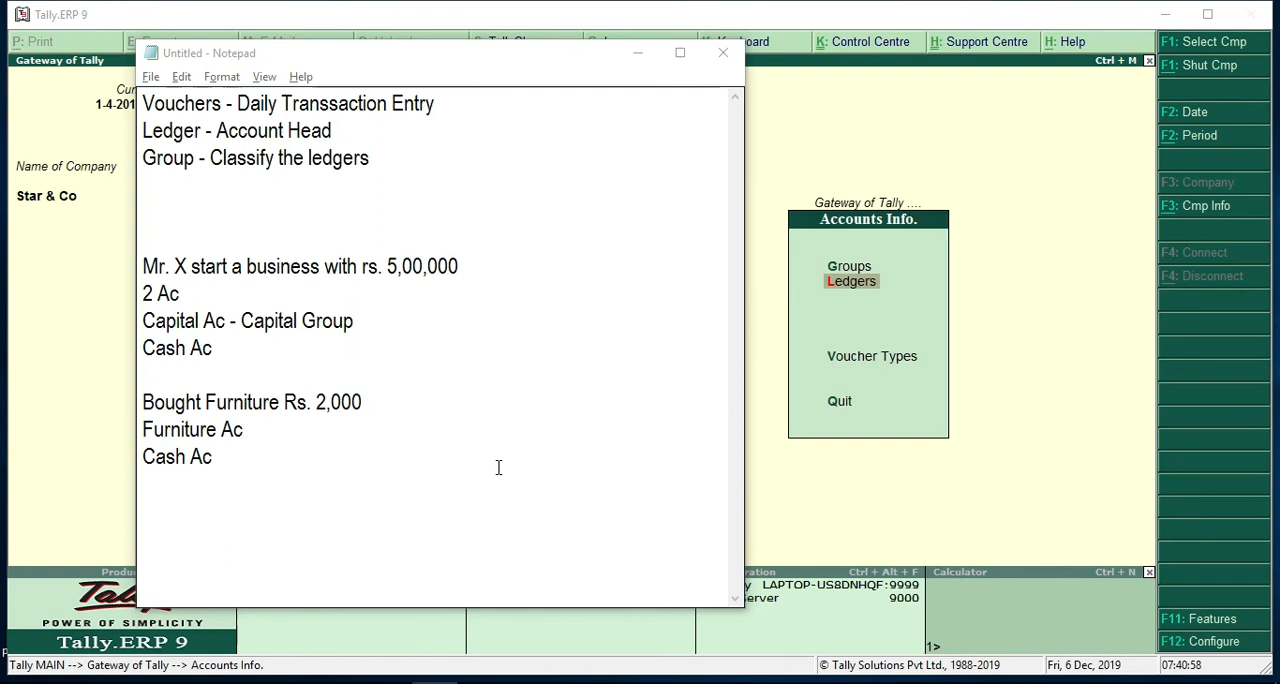 Tally.ERP 9
P: Print
K: Control Centre
H: Support Centre
H: Help
F1: Select Cmp
Untitled - Notepad
Gateway of Tally
Ctrl + M
F1: Shut Cmp
File Edit Format View Help
1-4-201
Vouchers - Daily Transsaction Entry
F2: Date
Ledger - Account Head
F2: Period
Group - Classify the ledgers
Name of Company
F3: Company
Star & Co
Gateway of Tally ....
F3: Cmp Info
Accounts Info.
F4: Connect
Mr. X start a business with rs. 5,00,000
Groups
F4: Disconnect
Ledgers
2 Ac
Capital Ac - Capital Group
Cash Ac
Voucher Types
Bought Furniture Rs. 2,000
Quit
Furniture Ac
Cash Ac
Ctrl + Alt + F
Calculator
Ctrl + N
LAPTOP-US8DNHQF:9999
9000
POWER OF SIMPLICITY
F11: Features
Tally.ERP 9
1>
F12: Configure
Tally MAIN --> Gateway of Tally --> Accounts Info.
© Tally Solutions Pvt Ltd., 1988-2019
Fri, 6 Dec, 2019
07:40:58